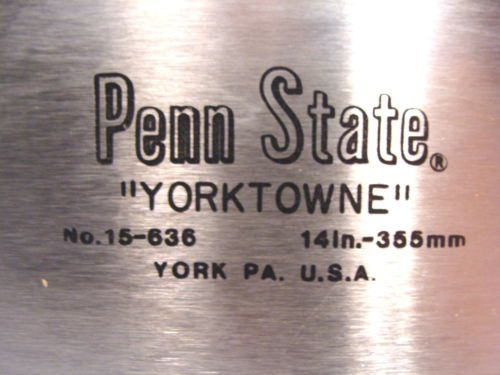 Penn State®
"YORKTOWNE"
No.15-636 14In.-355mm
YORK PA. U.S.A.